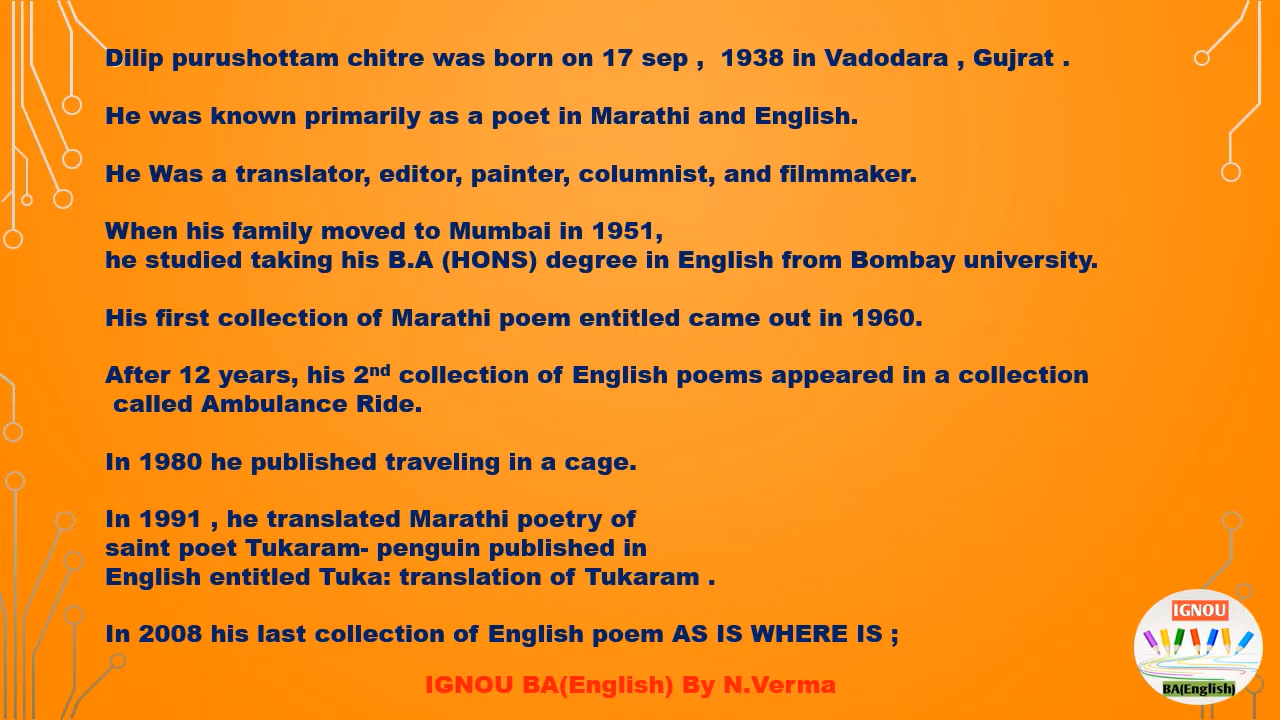 Dilip purushottam chitre was born on 17 sep ,  1938 in Vadodara , Gujrat .
He was known primarily as a poet in Marathi and English.
He Was a translator, editor, painter, columnist, and filmmaker.
When his family moved to Mumbai in 1951,
he studied taking his B.A (HONS) degree in English from Bombay university.
His first collection of Marathi poem entitled came out in 1960.
After 12 years, his 2nd collection of English poems appeared in a collection
called Ambulance Ride.
In 1980 he published traveling in a cage.
In 1991 , he translated Marathi poetry of
saint poet Tukaram- penguin published in
English entitled Tuka: translation of Tukaram .
In 2008 his last collection of English poem AS IS WHERE IS ;
IGNOU BA(English) By N.Verma
IGNOU
BA(English)